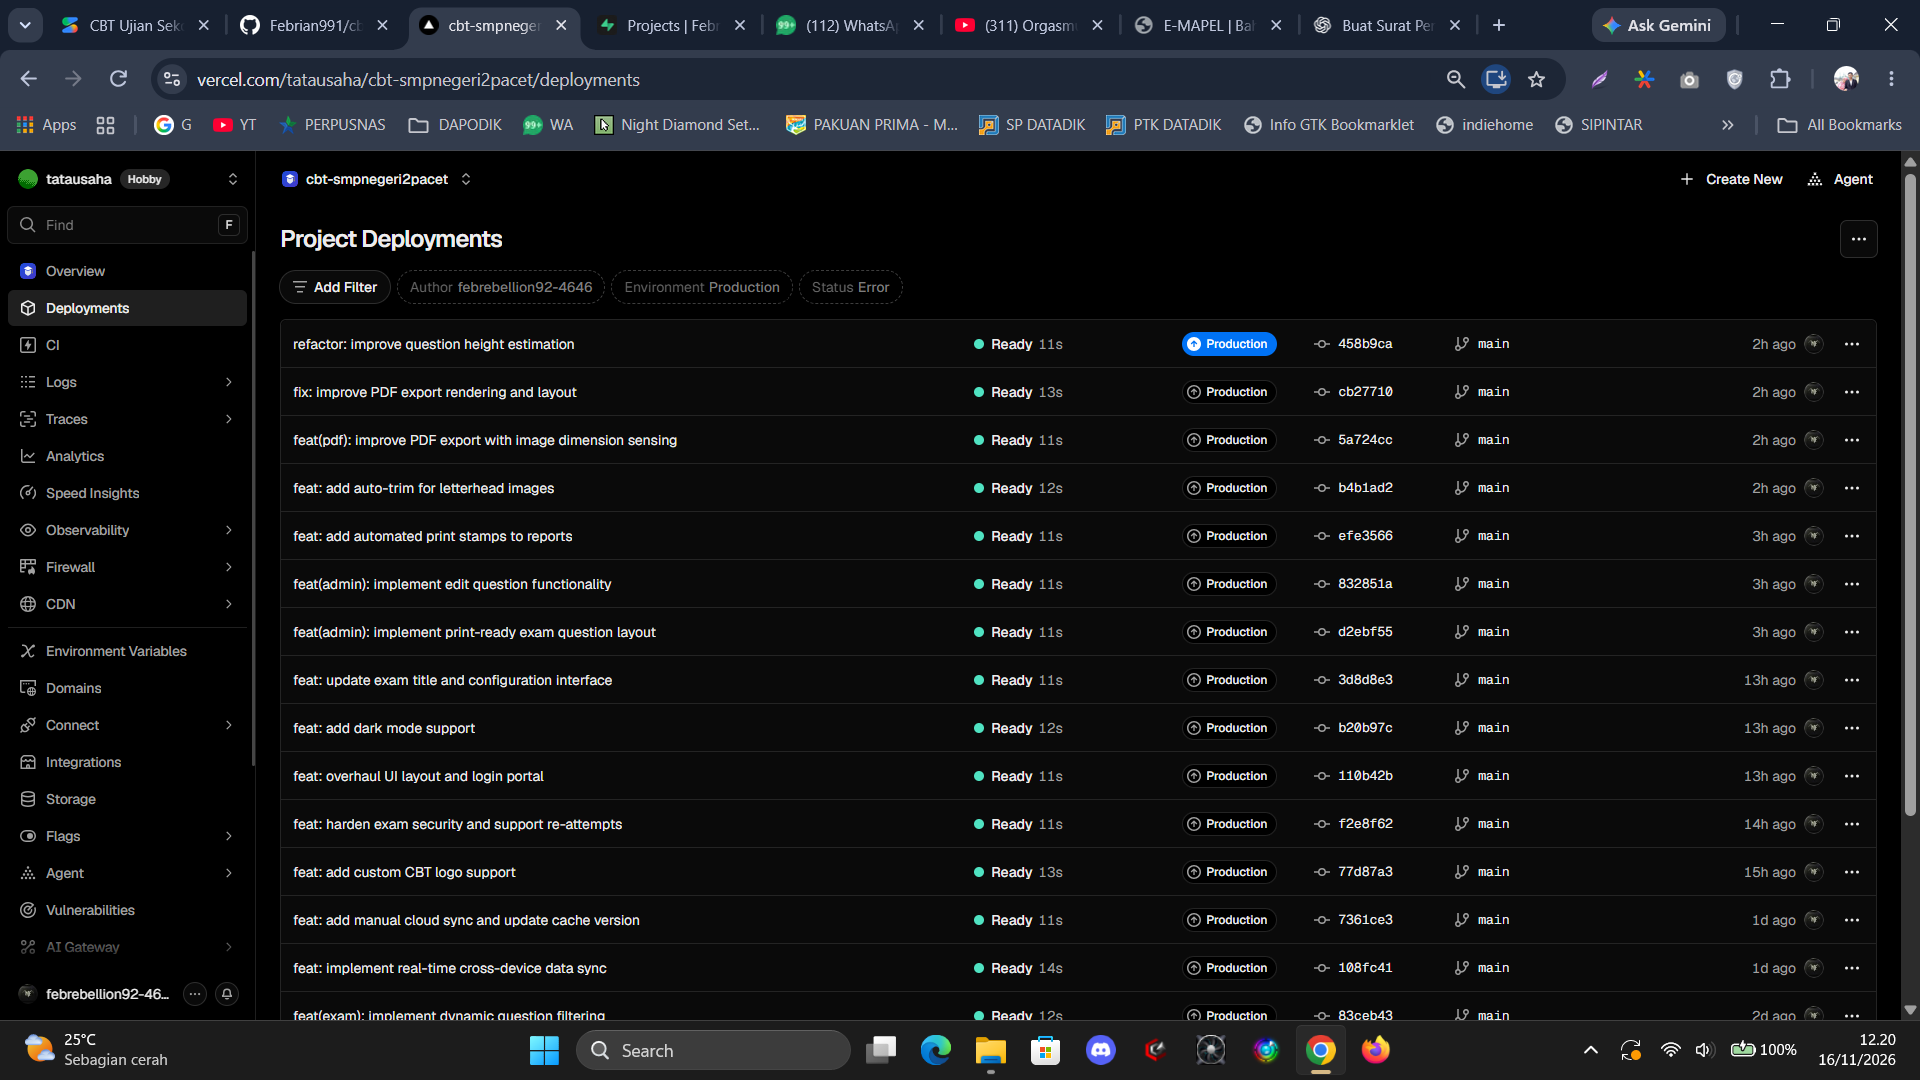 CBT Ujian Sek
Febrian991/cb
cbt-smpneger
Projects | Febr
(112) WhatsA
(311) Orgasm
E-MAPEL | Bah
Buat Surat Per
Ask Gemini
vercel.com/tatausaha/cbt-smpnegeri2pacet/deployments
Apps
G
YT
PERPUSNAS
DAPODIK
WA
Night Diamond Set...
PAKUAN PRIMA - M...
SP DATADIK
PTK DATADIK
Info GTK Bookmarklet
indiehome
SIPINTAR
All Bookmarks
tatausaha Hobby
cbt-smpnegeri2pacet
Create New
Agent
Find F
Overview
Deployments
CI
Logs
Traces
Analytics
Speed Insights
Observability
Firewall
CDN
Environment Variables
Domains
Connect
Integrations
Storage
Flags
Agent
Vulnerabilities
AI Gateway
febrebellion92-46...
Project Deployments
Add Filter
Author febrebellion92-4646
Environment Production
Status Error
refactor: improve question height estimation Ready 11s Production 458b9ca main 2h ago
fix: improve PDF export rendering and layout Ready 13s Production cb27710 main 2h ago
feat(pdf): improve PDF export with image dimension sensing Ready 11s Production 5a724cc main 2h ago
feat: add auto-trim for letterhead images Ready 12s Production b4b1ad2 main 2h ago
feat: add automated print stamps to reports Ready 11s Production efe3566 main 3h ago
feat(admin): implement edit question functionality Ready 11s Production 832851a main 3h ago
feat(admin): implement print-ready exam question layout Ready 11s Production d2ebf55 main 3h ago
feat: update exam title and configuration interface Ready 11s Production 3d8d8e3 main 13h ago
feat: add dark mode support Ready 12s Production b20b97c main 13h ago
feat: overhaul UI layout and login portal Ready 11s Production 110b42b main 13h ago
feat: harden exam security and support re-attempts Ready 11s Production f2e8f62 main 14h ago
feat: add custom CBT logo support Ready 13s Production 77d87a3 main 15h ago
feat: add manual cloud sync and update cache version Ready 11s Production 7361ce3 main 1d ago
feat: implement real-time cross-device data sync Ready 14s Production 108fc41 main 1d ago
feat(exam): implement dynamic question filtering Ready 12s Production 83ceb43 main 2d ago
25°C
Sebagian cerah
Search
100%
12.20
16/11/2026